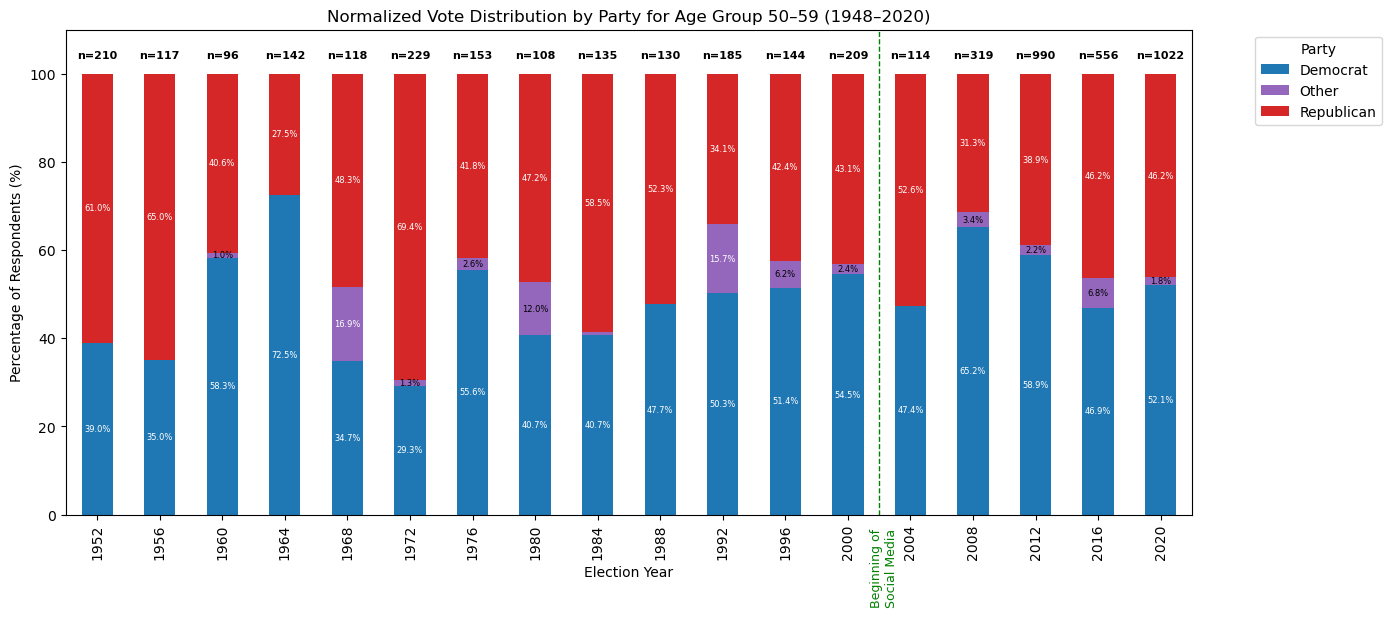 Normalized Vote Distribution by Party for Age Group 50–59 (1948–2020)
Party
Democrat
Other
Republican
Percentage of Respondents (%)
100
80
60
40
20
0
n=210 n=117 n=96 n=142 n=118 n=229 n=153 n=108 n=135 n=130 n=185 n=144 n=209 n=114 n=319 n=990 n=556 n=1022
61.0% 65.0% 40.6% 27.5% 48.3% 69.4% 41.8% 47.2% 58.5% 52.3% 34.1% 42.4% 43.1% 52.6% 31.3% 38.9% 46.2% 46.2%
1.0% 16.9% 1.3% 2.6% 12.0% 15.7% 6.2% 2.4% 3.4% 2.2% 6.8% 1.8%
39.0% 35.0% 58.3% 72.5% 34.7% 29.3% 55.6% 40.7% 40.7% 47.7% 50.3% 51.4% 54.5% 47.4% 65.2% 58.9% 46.9% 52.1%
1952 1956 1960 1964 1968 1972 1976 1980 1984 1988 1992 1996 2000 2004 2008 2012 2016 2020
Beginning of
Social Media
Election Year